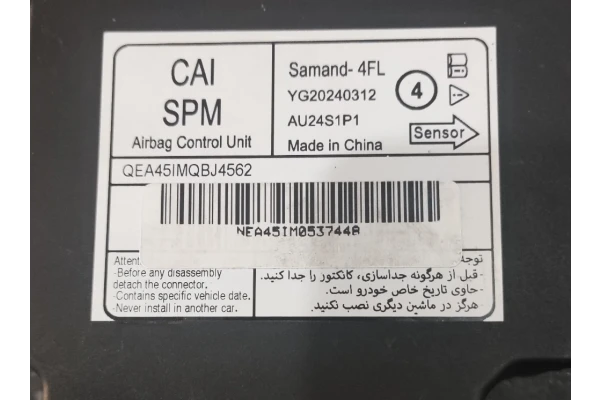 CAI
SPM
Airbag Control Unit
Samand- 4FL
YG20240312
AU24S1P1
Made in China
4
Sensor
QEA45IMQBJ4562
NEA45IM053744A
Attent
-Before any disassembly
detach the connector.
-Contains specific vehicle date.
-Never install in another car.
توجه
-قبل از هرگونه جداسازی، کانکتور را جدا کنید.
-حاوی تاریخ خاص خودرو است.
-هرگز در ماشین دیگری نصب نکنید.